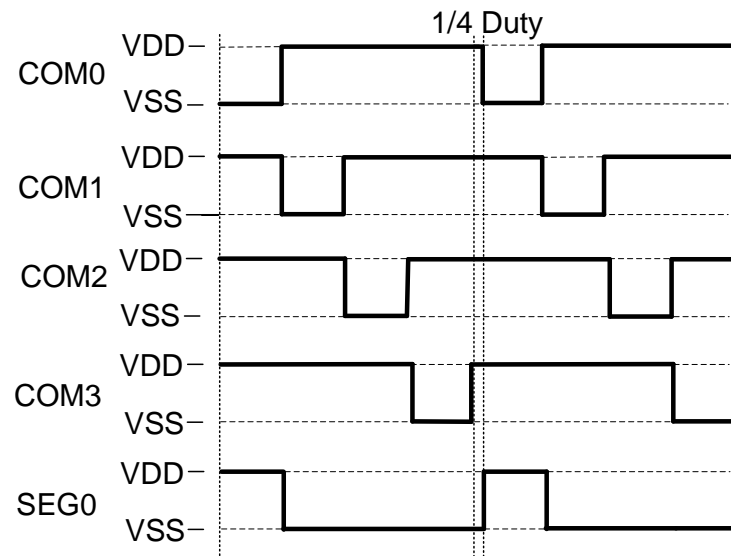 1/4 Duty
VDD
COM0
VSS
VDD
COM1
VSS
VDD
COM2
VSS
VDD
COM3
VSS
VDD
SEG0
VSS